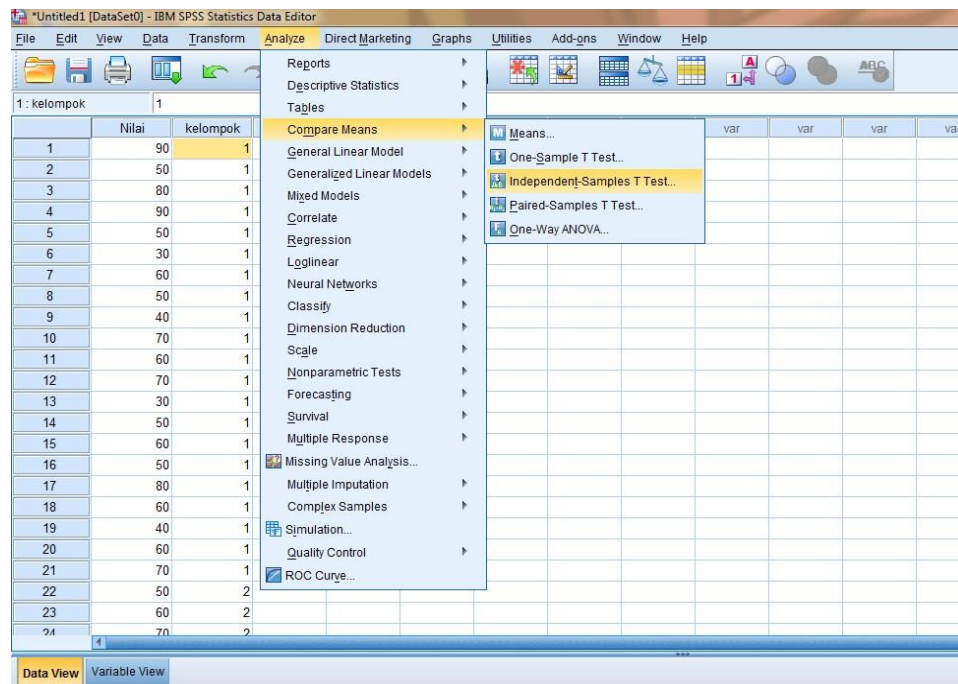 *Untitled1 [DataSet0] - IBM SPSS Statistics Data Editor
File Edit View Data Transform Analyze Direct Marketing Graphs Utilities Add-ons Window Help
1 : kelompok 1
Nilai kelompok var var var va
1 90 1
2 50 1
3 80 1
4 90 1
5 50 1
6 30 1
7 60 1
8 50 1
9 40 1
10 70 1
11 60 1
12 70 1
13 30 1
14 50 1
15 60 1
16 50 1
17 80 1
18 60 1
19 40 1
20 60 1
21 70 1
22 50 2
23 60 2
24 70 2
Reports
Descriptive Statistics
Tables
Compare Means
General Linear Model
Generalized Linear Models
Mixed Models
Correlate
Regression
Loglinear
Neural Networks
Classify
Dimension Reduction
Scale
Nonparametric Tests
Forecasting
Survival
Multiple Response
Missing Value Analysis...
Multiple Imputation
Complex Samples
Simulation...
Quality Control
ROC Curve...
Means...
One-Sample T Test...
Independent-Samples T Test...
Paired-Samples T Test...
One-Way ANOVA...
Data View Variable View